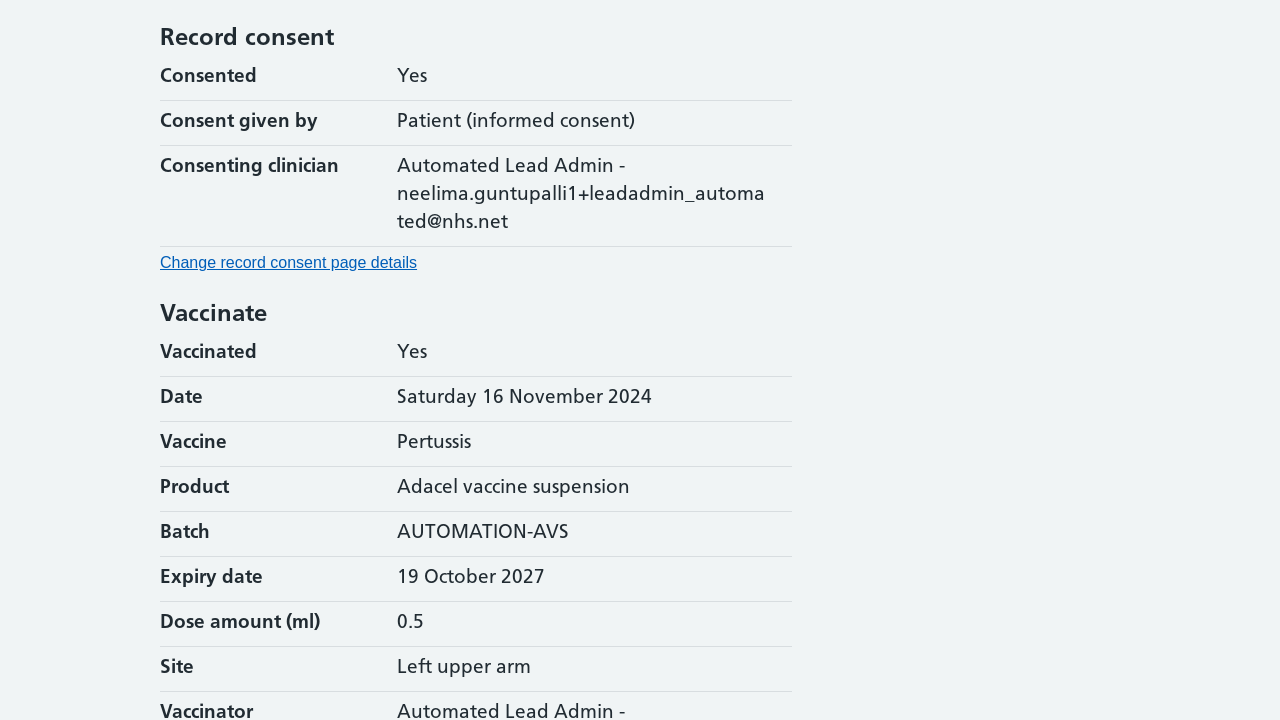 Record consent
Consented Yes
Consent given by Patient (informed consent)
Consenting clinician Automated Lead Admin -
neelima.guntupalli1+leadadmin_automa
ted@nhs.net
Change record consent page details
Vaccinate
Vaccinated Yes
Date Saturday 16 November 2024
Vaccine Pertussis
Product Adacel vaccine suspension
Batch AUTOMATION-AVS
Expiry date 19 October 2027
Dose amount (ml) 0.5
Site Left upper arm
Vaccinator Automated Lead Admin -